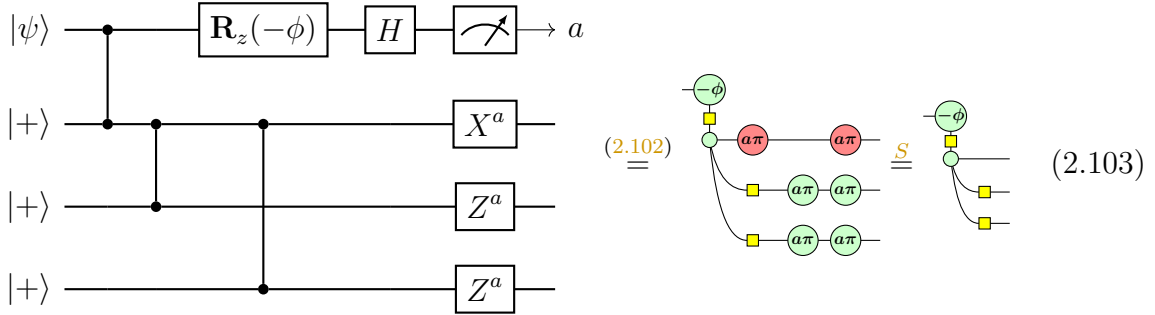 |ψ⟩ R_z(−ϕ) H a
−ϕ −ϕ
|+⟩ X^a (2.102) = aπ aπ S = (2.103)
|+⟩ Z^a aπ aπ
|+⟩ Z^a aπ aπ